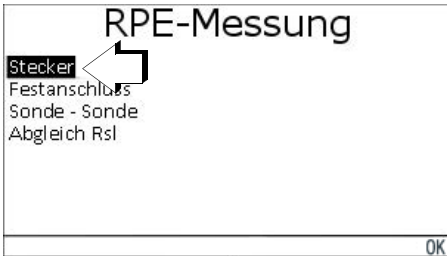 RPE-Messung
Stecker
Festanschluss
Sonde - Sonde
Abgleich Rsl
OK